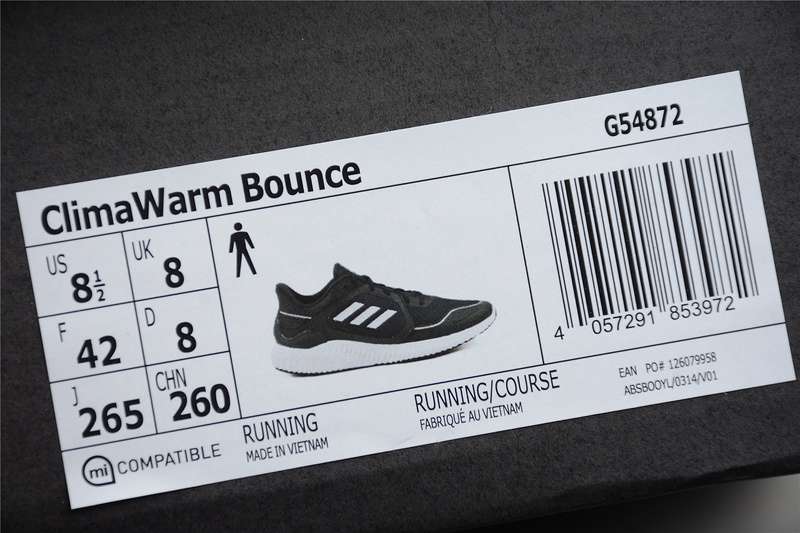 G54872
ClimaWarm Bounce
US 8½
UK 8
F 42
D 8
J 265
CHN 260
4 057291 853972
EAN PO# 126079958
ABSBOOYL/0314/V01
mi COMPATIBLE
RUNNING
MADE IN VIETNAM
RUNNING/COURSE
FABRIQUÉ AU VIETNAM